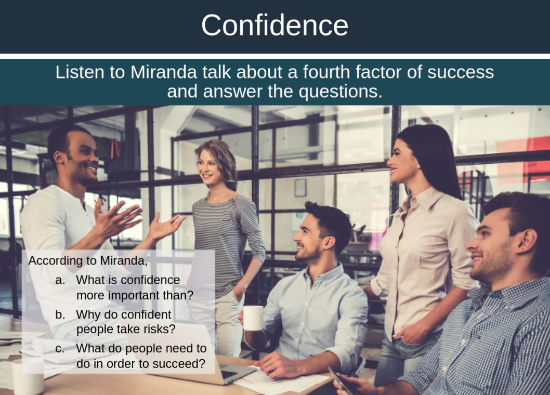 Confidence
Listen to Miranda talk about a fourth factor of success
and answer the questions.
According to Miranda,
a. What is confidence
more important than?
b. Why do confident
people take risks?
c. What do people need to
do in order to succeed?